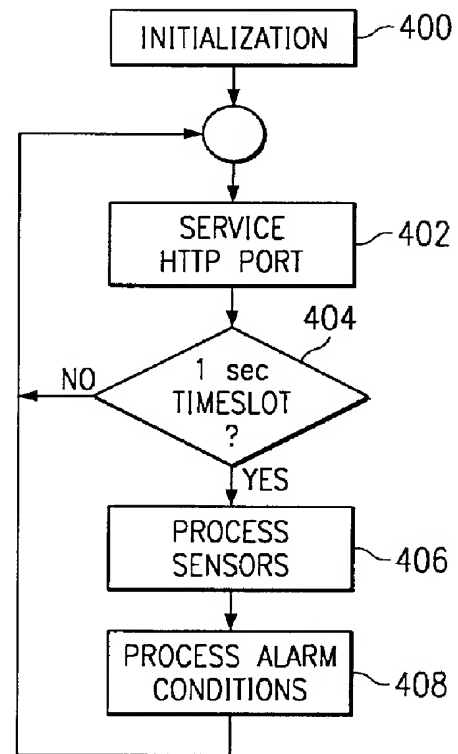 INITIALIZATION
400
SERVICE
HTTP PORT
402
404
1 sec
TIMESLOT
?
NO
YES
PROCESS
SENSORS
406
PROCESS ALARM
CONDITIONS
408